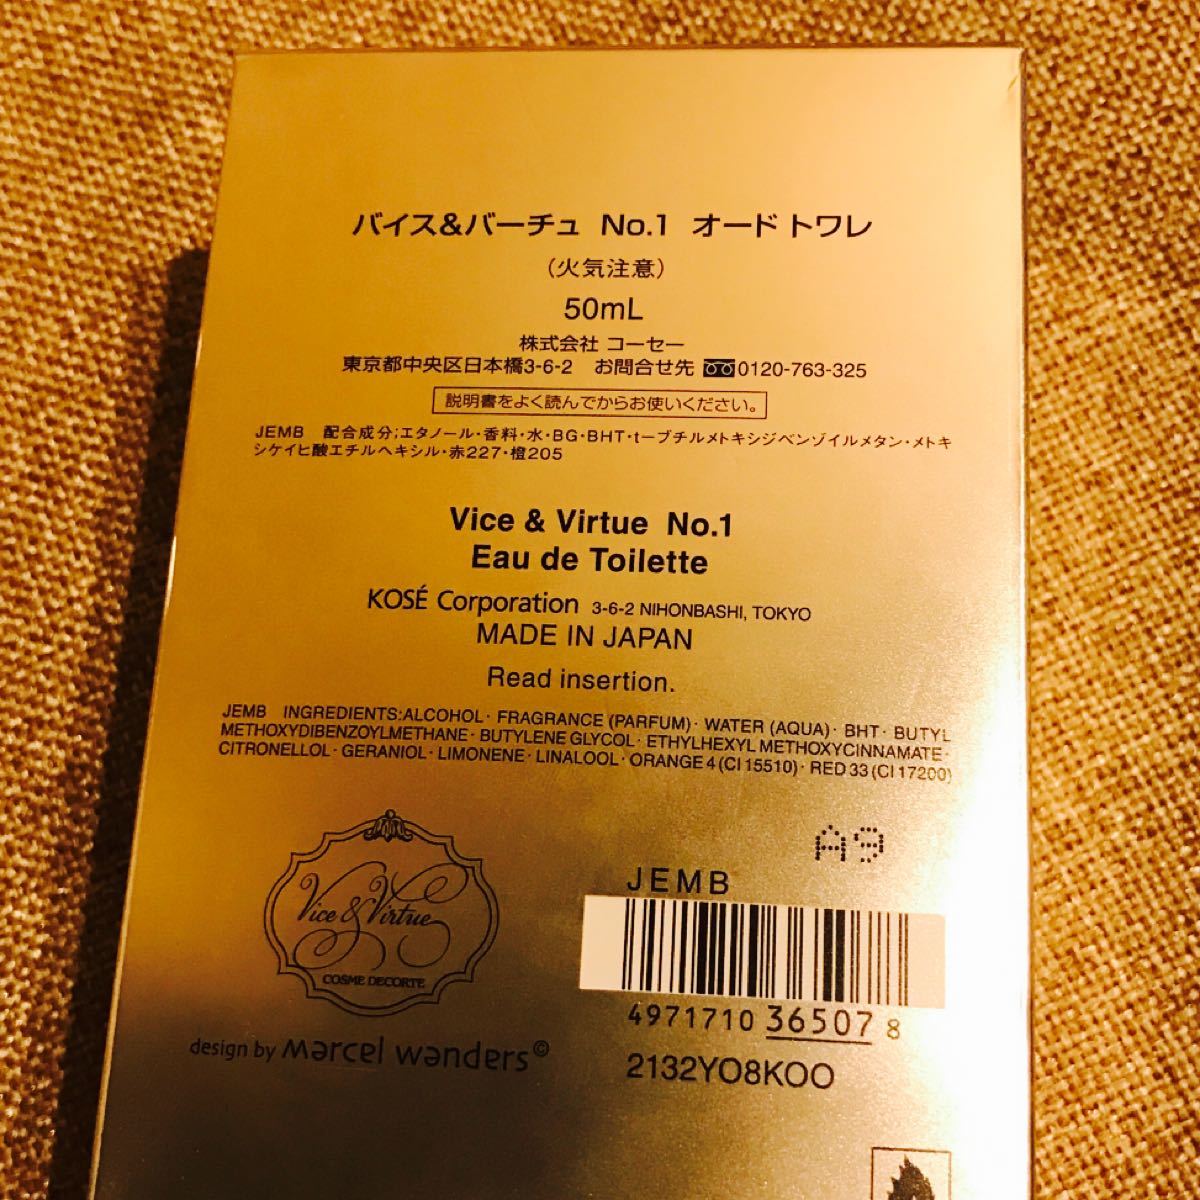 バイス&バーチュ No.1 オード トワレ
（火気注意）
50mL
株式会社 コーセー
東京都中央区日本橋3-6-2 お問合せ先 0120-763-325
説明書をよく読んでからお使いください。
JEMB 配合成分;エタノール・香料・水・BG・BHT・t-ブチルメトキシジベンゾイルメタン・メトキ
シケイヒ酸エチルヘキシル・赤227・橙205
Vice & Virtue No.1
Eau de Toilette
KOSÉ Corporation 3-6-2 NIHONBASHI, TOKYO
MADE IN JAPAN
Read insertion.
JEMB INGREDIENTS:ALCOHOL· FRAGRANCE (PARFUM)· WATER (AQUA)· BHT· BUTYL
METHOXYDIBENZOYLMETHANE· BUTYLENE GLYCOL· ETHYLHEXYL METHOXYCINNAMATE·
CITRONELLOL· GERANIOL· LIMONENE· LINALOOL· ORANGE 4 (CI 15510)· RED 33 (CI 17200)
A9
Vice & Virtue
COSME DECORTE
JEMB
4971710 365078
design by marcel wanders©
2132YO8KOO